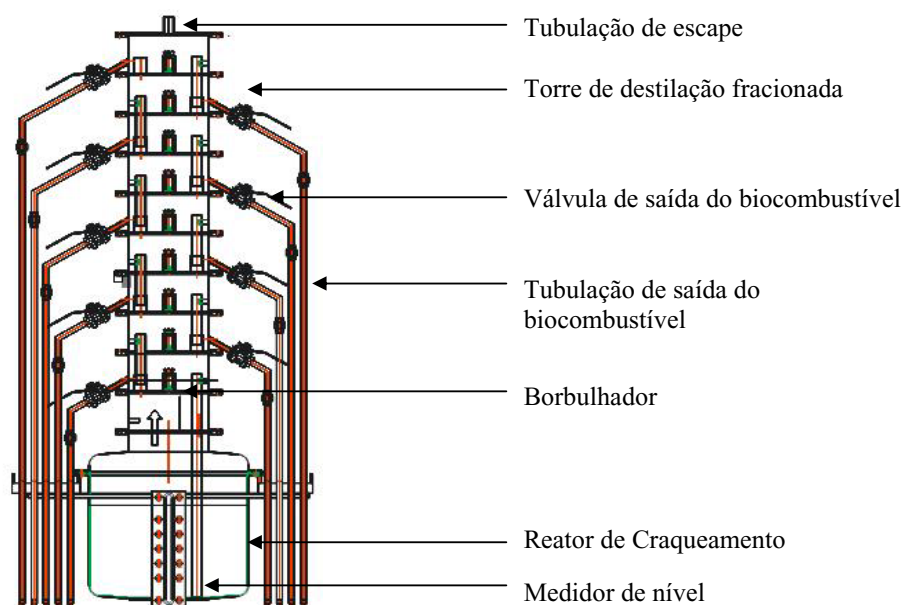 Tubulação de escape
Torre de destilação fracionada
Válvula de saída do biocombustível
Tubulação de saída do
biocombustível
Borbulhador
Reator de Craqueamento
Medidor de nível